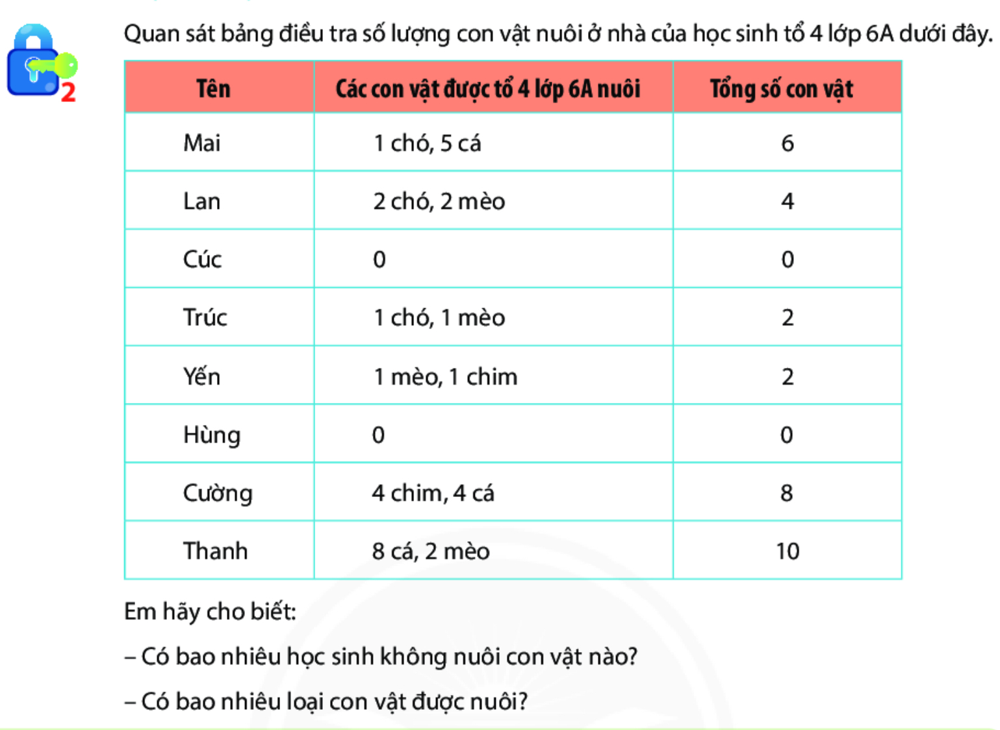 Quan sát bảng điều tra số lượng con vật nuôi ở nhà của học sinh tổ 4 lớp 6A dưới đây.
2
Tên Các con vật được tổ 4 lớp 6A nuôi Tổng số con vật
Mai 1 chó, 5 cá 6
Lan 2 chó, 2 mèo 4
Cúc 0 0
Trúc 1 chó, 1 mèo 2
Yến 1 mèo, 1 chim 2
Hùng 0 0
Cường 4 chim, 4 cá 8
Thanh 8 cá, 2 mèo 10
Em hãy cho biết:
– Có bao nhiêu học sinh không nuôi con vật nào?
– Có bao nhiêu loại con vật được nuôi?